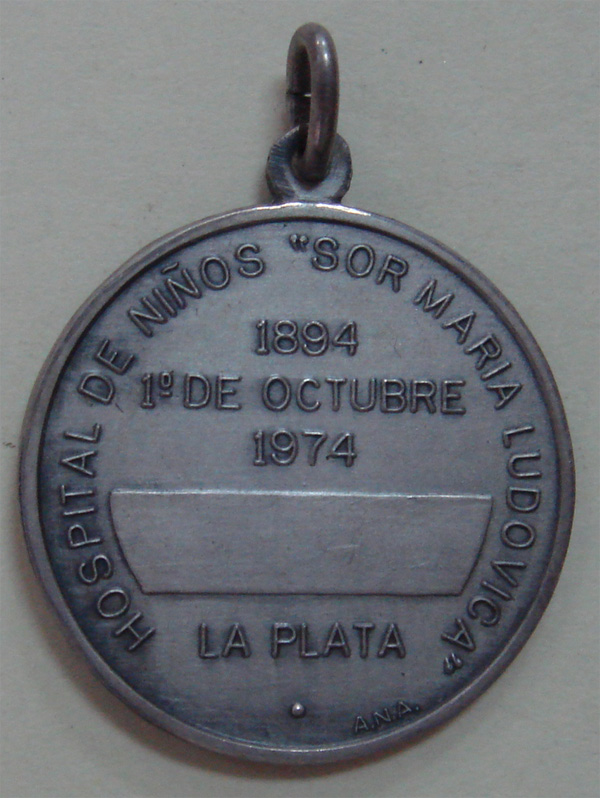 HOSPITAL DE NIÑOS "SOR MARIA LUDOVICA"
1894
1º DE OCTUBRE
1974
LA PLATA
A.N.A.